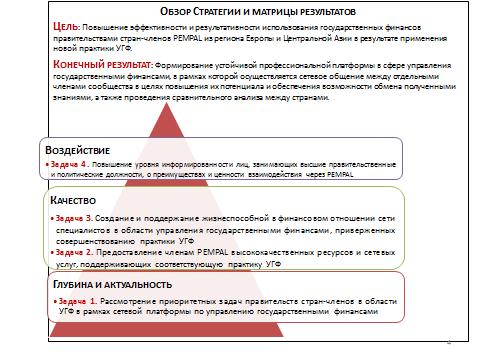 Обзор Стратегии и матрицы результатов
Цель: Повышение эффективности и результативности использования государственных финансов
правительствами стран-членов PEMPAL из региона Европы и Центральной Азии в результате применения
новой практики УГФ.
Конечный результат: Формирование устойчивой профессиональной платформы в сфере управления
государственными финансами, в рамках которой осуществляется сетевое общение между отдельными
членами сообщества в целях повышения их потенциала и обеспечения возможности обмена полученными
знаниями, а также проведения сравнительного анализа между странами.
Воздействие
• Задача 4. Повышение уровня информированности лиц, занимающих высшие правительственные
и политические должности, о преимуществах и ценности взаимодействия через PEMPAL
Качество
• Задача 3. Создание и поддержание жизнеспособной в финансовом отношении сети
специалистов в области управления государственными финансами, приверженных
совершенствованию практики УГФ
• Задача 2. Предоставление членам PEMPAL высококачественных ресурсов и сетевых
услуг, поддерживающих соответствующую практику УГФ
Глубина и актуальность
• Задача 1. Рассмотрение приоритетных задач правительств стран-членов в области
УГФ в рамках сетевой платформы по управлению государственными финансами